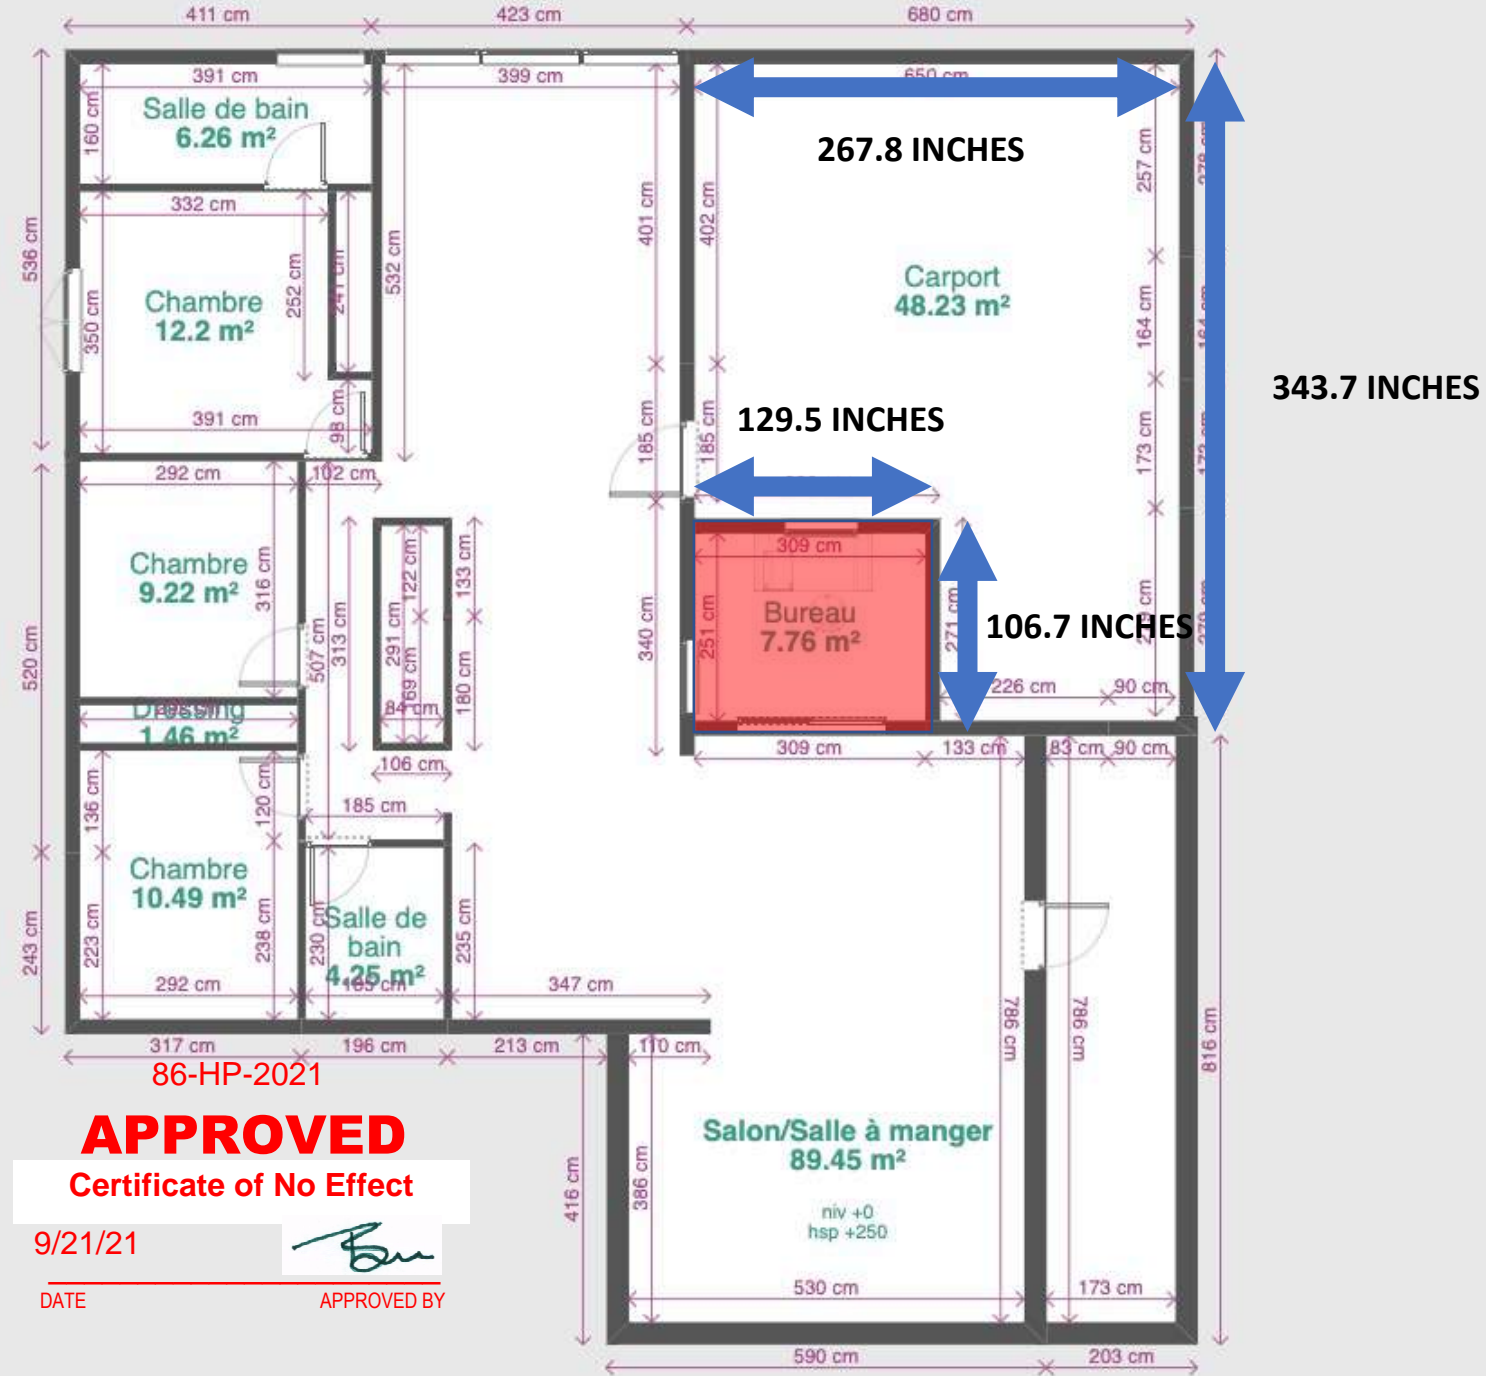 411 cm
423 cm
680 cm
391 cm
399 cm
650 cm
Salle de bain
6.26 m²
160 cm
267.8 INCHES
257 cm
278 cm
332 cm
536 cm
350 cm
252 cm
241 cm
532 cm
401 cm
402 cm
Chambre
12.2 m²
Carport
48.23 m²
164 cm
164 cm
343.7 INCHES
391 cm
98 cm
185 cm
185 cm
129.5 INCHES
173 cm
173 cm
292 cm
102 cm
Chambre
9.22 m²
316 cm
520 cm
507 cm
313 cm
291 cm
122 cm
169 cm
133 cm
180 cm
84 cm
340 cm
309 cm
251 cm
Bureau
7.76 m²
271 cm
106.7 INCHES
279 cm
226 cm
90 cm
Dressing
1.46 m²
106 cm
309 cm
133 cm
83 cm
90 cm
136 cm
120 cm
185 cm
Chambre
10.49 m²
243 cm
223 cm
238 cm
230 cm
Salle de
bain
4.25 m²
235 cm
292 cm
347 cm
786 cm
786 cm
816 cm
317 cm
196 cm
213 cm
110 cm
86-HP-2021
APPROVED
Certificate of No Effect
9/21/21
DATE
APPROVED BY
416 cm
386 cm
Salon/Salle à manger
89.45 m²
niv +0
hsp +250
530 cm
173 cm
590 cm
203 cm